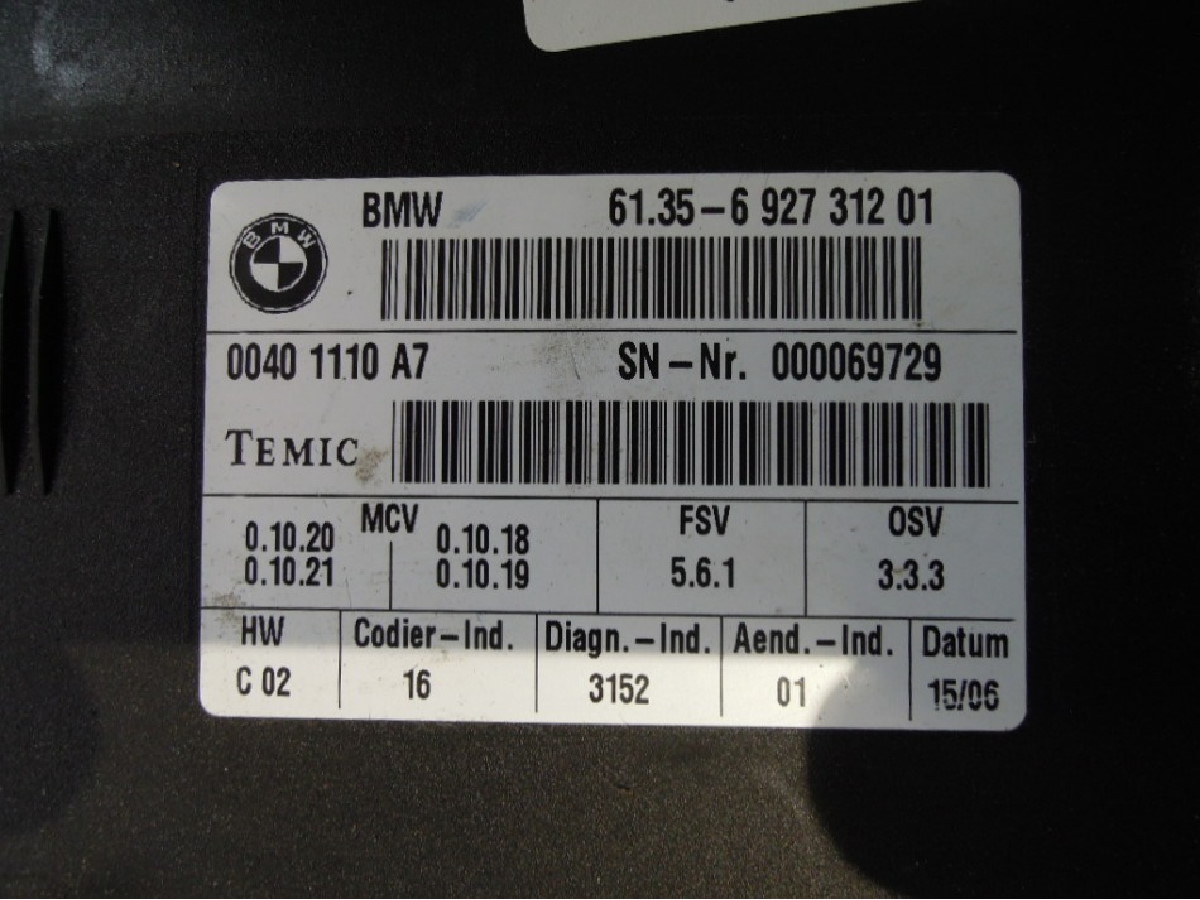 BMW 61.35-6 927 312 01
BMW
0040 1110 A7 SN-Nr. 000069729
TEMIC
MCV FSV OSV
0.10.20 0.10.18 5.6.1 3.3.3
0.10.21 0.10.19
HW Codier-Ind. Diagn.-Ind. Aend.-Ind. Datum
C 02 16 3152 01 15/06